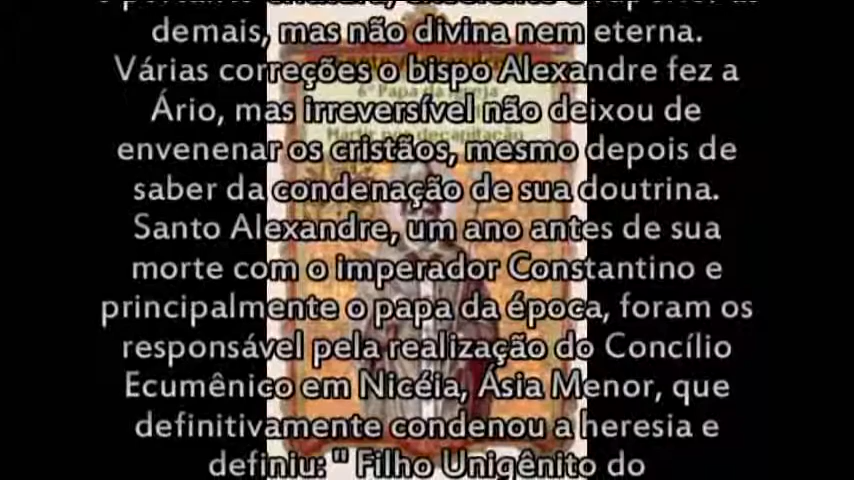 demais, mas não divina nem eterna.
Várias correções o bispo Alexandre fez a
Ário, mas irreversível não deixou de
envenenar os cristãos, mesmo depois de
saber da condenação de sua doutrina.
Santo Alexandre, um ano antes de sua
morte com o imperador Constantino e
principalmente o papa da época, foram os
responsável pela realização do Concílio
Ecumênico em Nicéia, Ásia Menor, que
definitivamente condenou a heresia e
definiu: " Filho Unigênito do